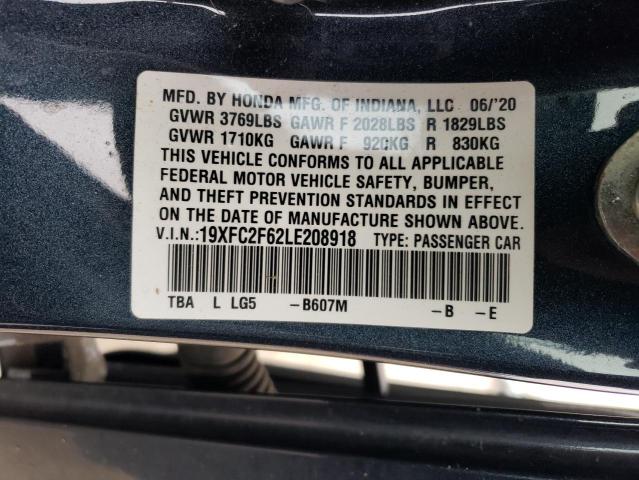 MFD. BY HONDA MFG. OF INDIANA, LLC 06/'20
GVWR 3769LBS GAWR F 2028LBS R 1829LBS
GVWR 1710KG GAWR F 920KG R 830KG
THIS VEHICLE CONFORMS TO ALL APPLICABLE
FEDERAL MOTOR VEHICLE SAFETY, BUMPER,
AND THEFT PREVENTION STANDARDS IN EFFECT
ON THE DATE OF MANUFACTURE SHOWN ABOVE.
V.I.N.:19XFC2F62LE208918 TYPE: PASSENGER CAR
TBA L LG5 -B607M -B -E